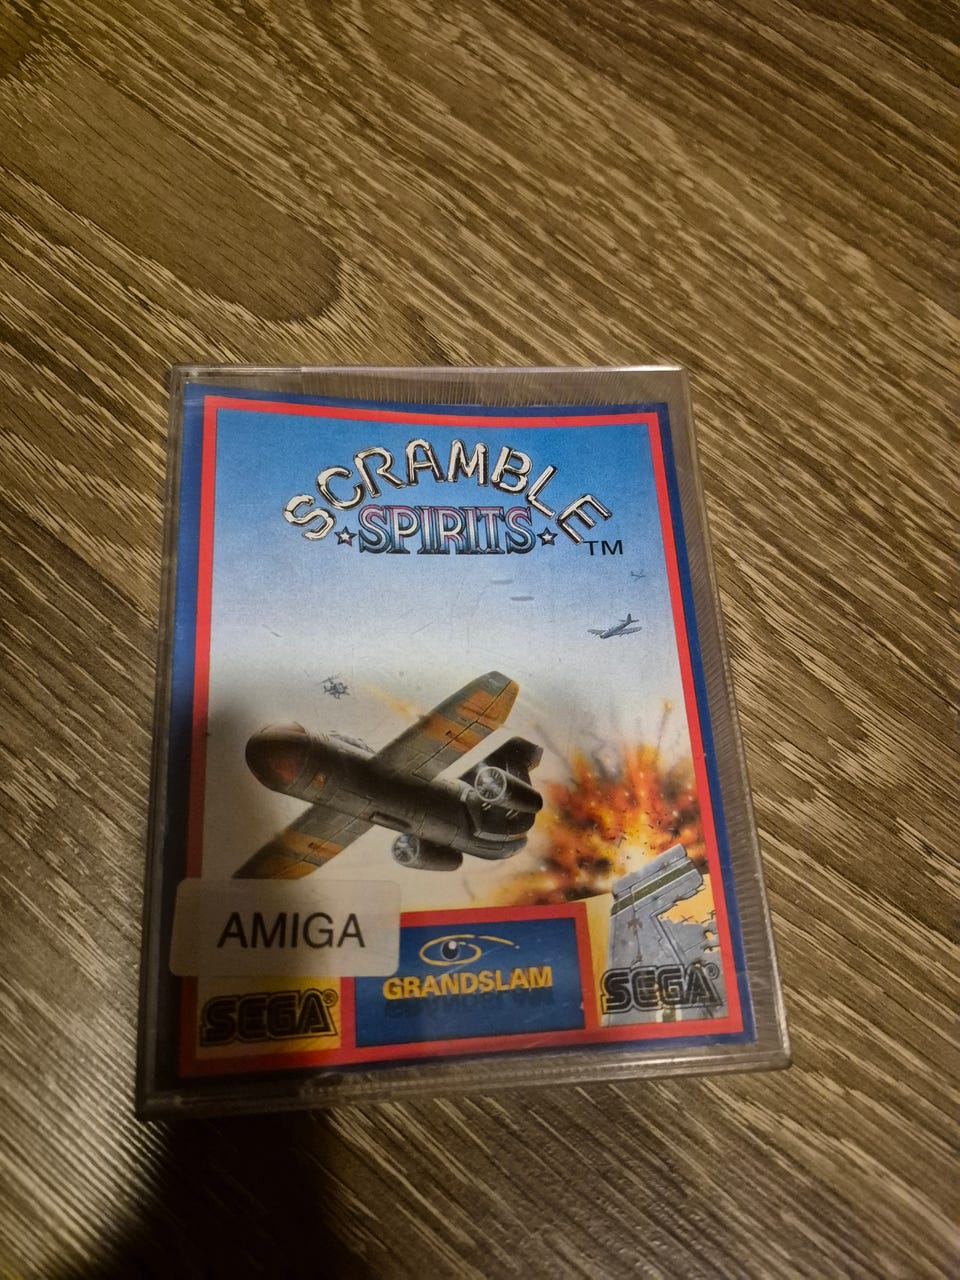 SCRAMBLE
SPIRITS
TM
AMIGA
GRANDSLAM
SEGA®
SEGA®